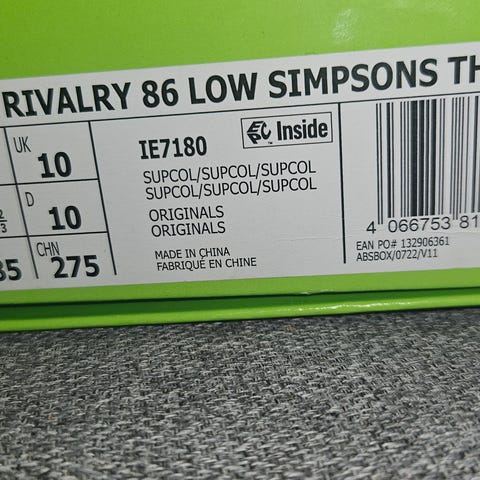 RIVALRY 86 LOW SIMPSONS TH
UK
10
D
10
CHN
275
IE7180
EPC Inside
SUPCOL/SUPCOL/SUPCOL
SUPCOL/SUPCOL/SUPCOL
ORIGINALS
ORIGINALS
MADE IN CHINA
FABRIQUÉ EN CHINE
4 066753 81
EAN PO# 132906361
ABSBOX/0722/V11